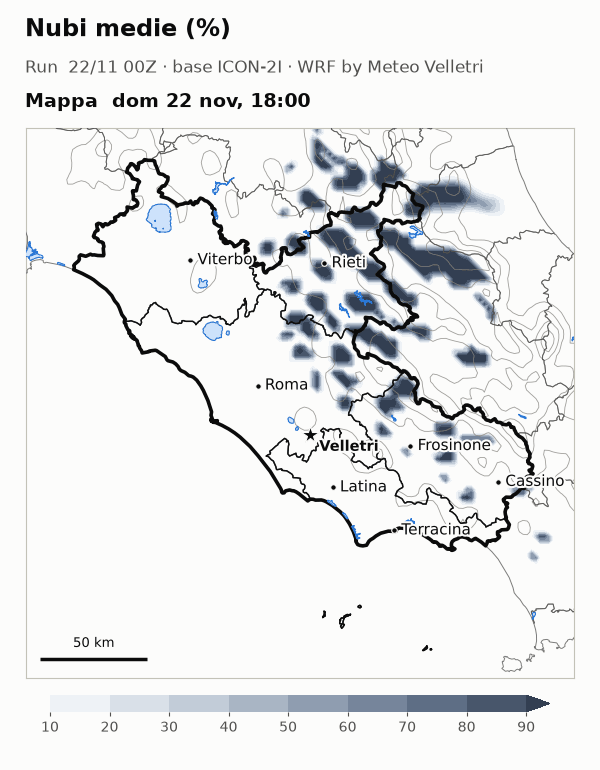 Nubi medie (%)
Run  22/11 00Z · base ICON-2I · WRF by Meteo Velletri
Mappa  dom 22 nov, 18:00
Viterbo
Rieti
Roma
Velletri
Frosinone
Cassino
Latina
Terracina
50 km
10 20 30 40 50 60 70 80 90